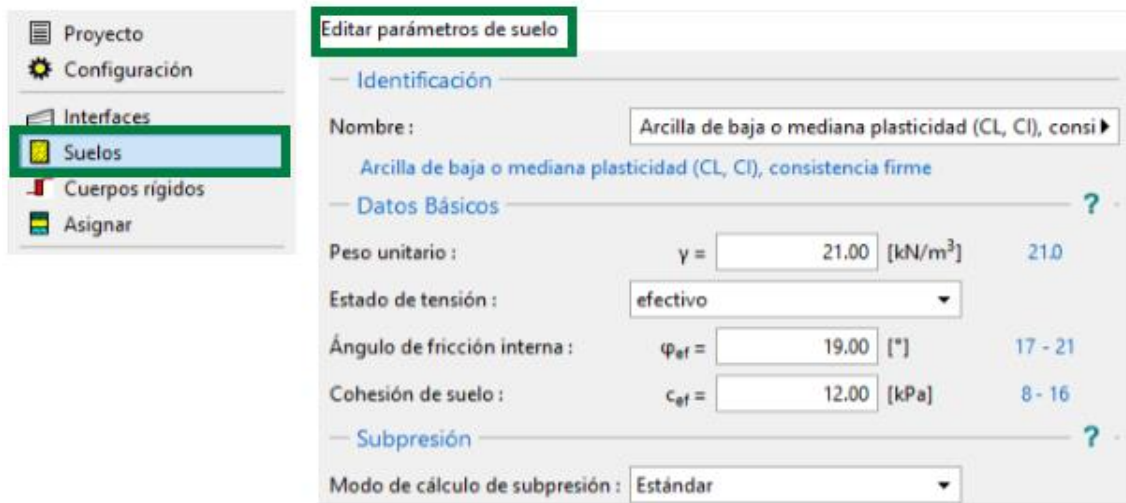 Proyecto
Configuración
Interfaces
Suelos
Cuerpos rígidos
Asignar
Editar parámetros de suelo
Identificación
Nombre :
Arcilla de baja o mediana plasticidad (CL, CI), consi
Arcilla de baja o mediana plasticidad (CL, CI), consistencia firme
Datos Básicos ?
Peso unitario : γ = 21.00 [kN/m³] 21.0
Estado de tensión : efectivo
Ángulo de fricción interna : φef = 19.00 [°] 17 - 21
Cohesión de suelo : cef = 12.00 [kPa] 8 - 16
Subpresión ?
Modo de cálculo de subpresión : Estándar